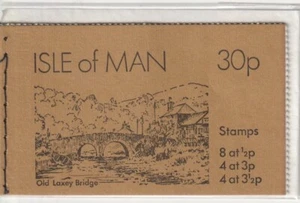 ISLE of MAN 30p
Stamps
8 at ½p
4 at 3p
4 at 3½p
Old Laxey Bridge